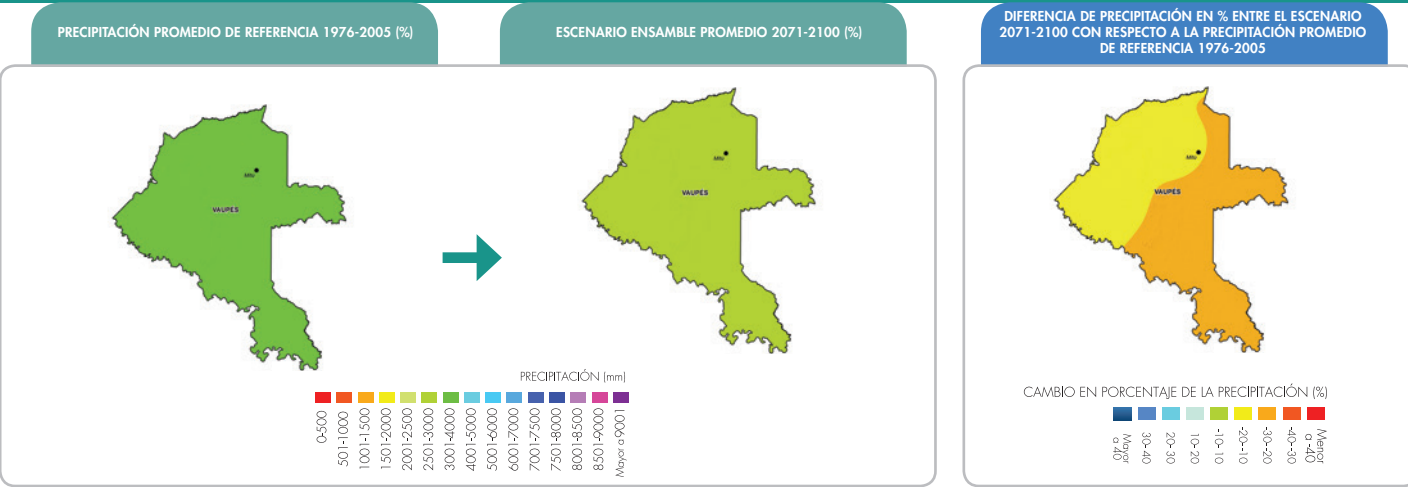 PRECIPITACIÓN PROMEDIO DE REFERENCIA 1976-2005 (%)
ESCENARIO ENSAMBLE PROMEDIO 2071-2100 (%)
DIFERENCIA DE PRECIPITACIÓN EN % ENTRE EL ESCENARIO
2071-2100 CON RESPECTO A LA PRECIPITACIÓN PROMEDIO
DE REFERENCIA 1976-2005
Mitú
VAUPÉS
Mitú
VAUPÉS
Mitú
VAUPÉS
PRECIPITACIÓN (mm)
0-500
501-1000
1001-1500
1501-2000
2001-2500
2501-3000
3001-4000
4001-5000
5001-6000
6001-7000
7001-7500
7501-8000
8001-8500
8501-9000
Mayor a 9001
CAMBIO EN PORCENTAJE DE LA PRECIPITACIÓN (%)
Mayor
a 40
30-40
20-30
10-20
-10-10
-20--10
-30--20
-40--30
Menor
a -40